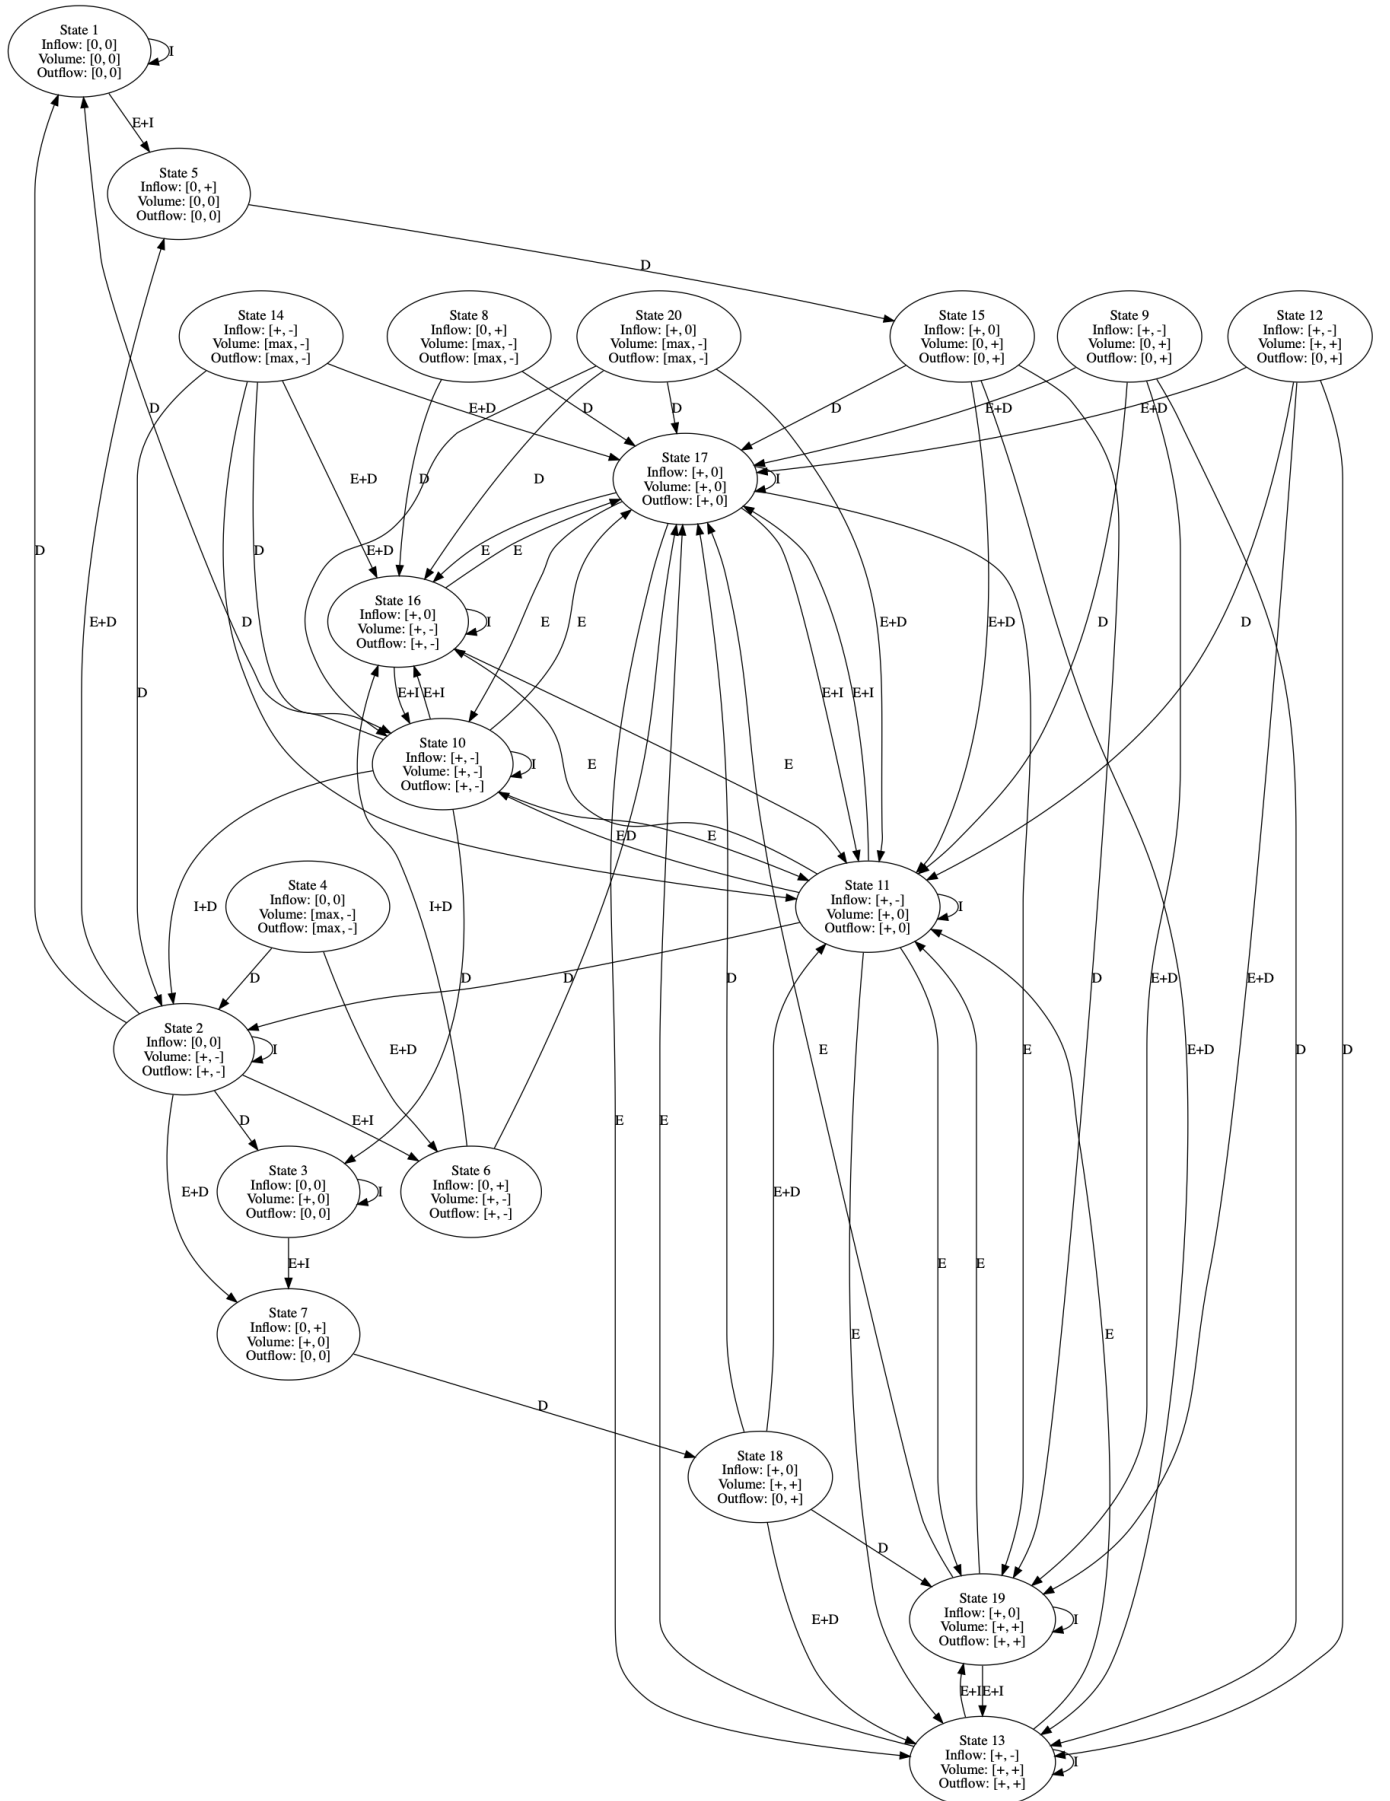 State 1
Inflow: [0, 0]
Volume: [0, 0]
Outflow: [0, 0]
I
E+I
State 5
Inflow: [0, +]
Volume: [0, 0]
Outflow: [0, 0]
D
State 14
Inflow: [+, -]
Volume: [max, -]
Outflow: [max, -]
State 8
Inflow: [0, +]
Volume: [max, -]
Outflow: [max, -]
State 20
Inflow: [+, 0]
Volume: [max, -]
Outflow: [max, -]
State 15
Inflow: [+, 0]
Volume: [0, +]
Outflow: [0, +]
State 9
Inflow: [+, -]
Volume: [0, +]
Outflow: [0, +]
State 12
Inflow: [+, -]
Volume: [+, +]
Outflow: [0, +]
D
E+D
D
D
D
E+D
E+D
State 17
Inflow: [+, 0]
Volume: [+, 0]
Outflow: [+, 0]
I
E+D
D
D
D
D
E+D
E
E
State 16
Inflow: [+, 0]
Volume: [+, -]
Outflow: [+, -]
I
E+D
D
E
E
E+D
E+D
D
D
D
E+I
E+I
E+I
E+I
State 10
Inflow: [+, -]
Volume: [+, -]
Outflow: [+, -]
I
E
E
E
D
E
State 4
Inflow: [0, 0]
Volume: [max, -]
Outflow: [max, -]
I+D
I+D
State 11
Inflow: [+, -]
Volume: [+, 0]
Outflow: [+, 0]
I
D
D
D
D
D
E+D
E+D
State 2
Inflow: [0, 0]
Volume: [+, -]
Outflow: [+, -]
I
E+D
E
E
E+D
D
D
D
E+I
E
E
State 3
Inflow: [0, 0]
Volume: [+, 0]
Outflow: [0, 0]
I
State 6
Inflow: [0, +]
Volume: [+, -]
Outflow: [+, -]
E+D
E+D
E+I
E
E
State 7
Inflow: [0, +]
Volume: [+, 0]
Outflow: [0, 0]
E
E
D
State 18
Inflow: [+, 0]
Volume: [+, +]
Outflow: [0, +]
D
E+D
State 19
Inflow: [+, 0]
Volume: [+, +]
Outflow: [+, +]
I
E+I
E+I
State 13
Inflow: [+, -]
Volume: [+, +]
Outflow: [+, +]
I